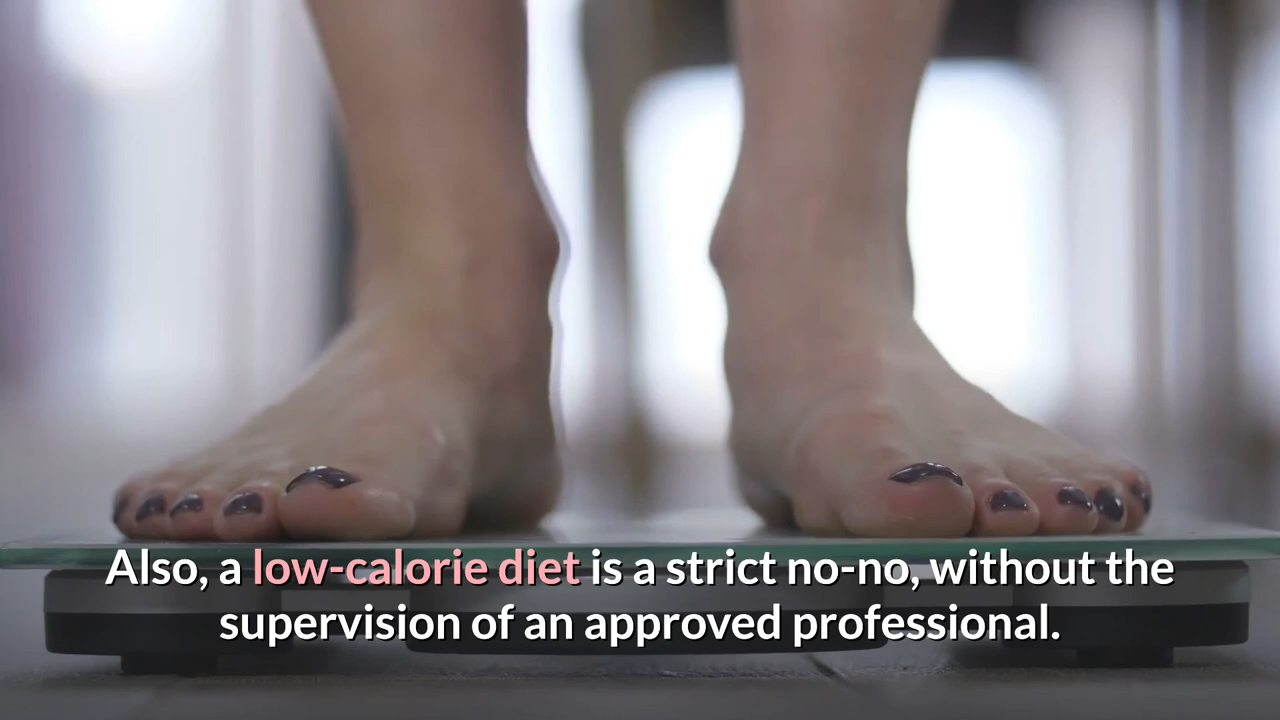 Also, a low-calorie diet is a strict no-no, without the
supervision of an approved professional.